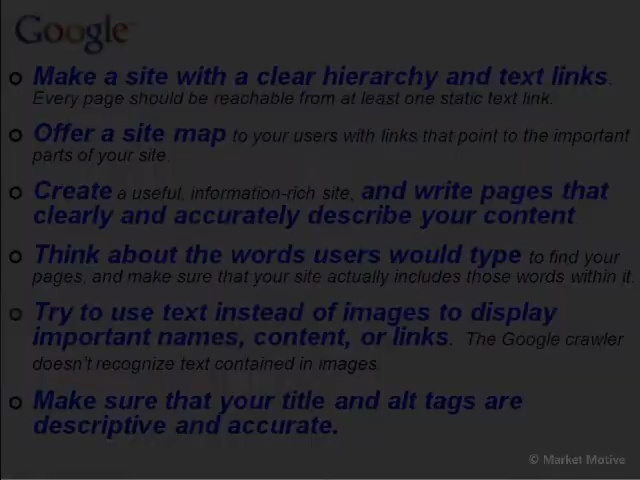 Google
Make a site with a clear hierarchy and text links.
Every page should be reachable from at least one static text link.
Offer a site map to your users with links that point to the important
parts of your site.
Create a useful, information-rich site, and write pages that
clearly and accurately describe your content
Think about the words users would type to find your
pages, and make sure that your site actually includes those words within it.
Try to use text instead of images to display
important names, content, or links. The Google crawler
doesn't recognize text contained in images.
Make sure that your title and alt tags are
descriptive and accurate.
© Market Motive